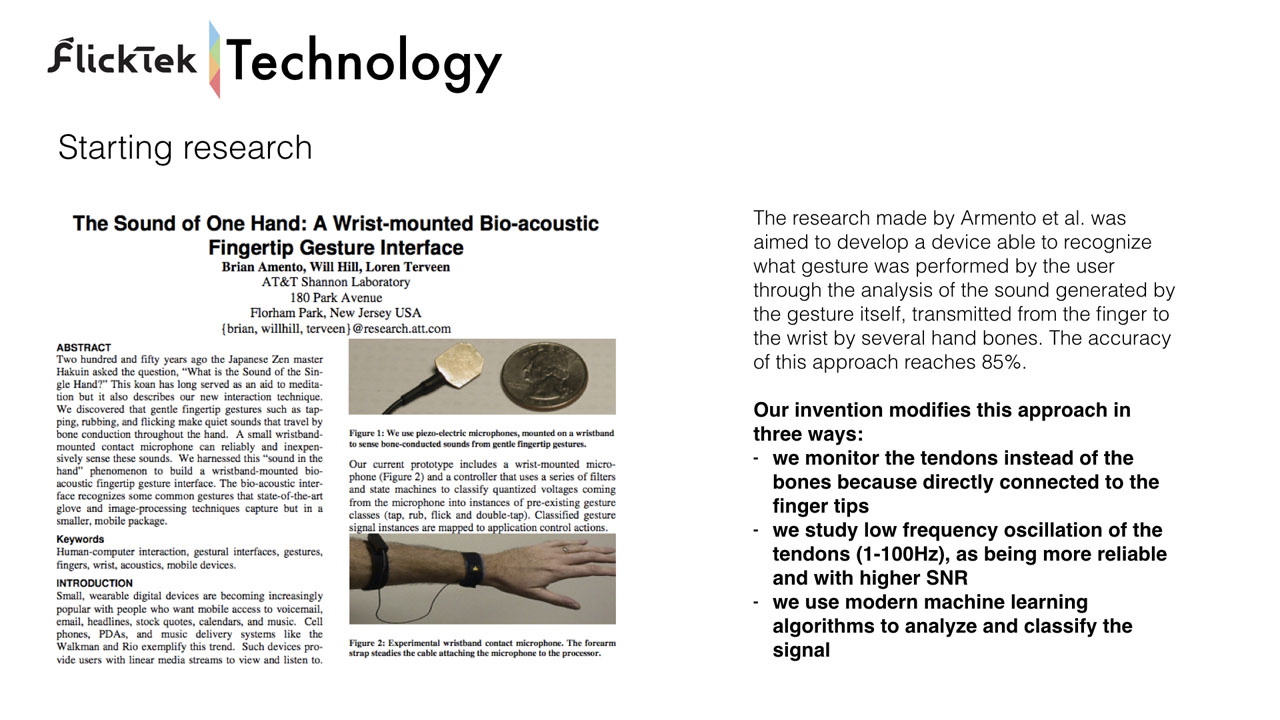 FlickTek
Technology
Starting research
The Sound of One Hand: A Wrist-mounted Bio-acoustic
Fingertip Gesture Interface
Brian Amento, Will Hill, Loren Terveen
AT&T Shannon Laboratory
180 Park Avenue
Florham Park, New Jersey USA
{brian, willhill, terveen}@research.att.com
ABSTRACT
Two hundred and fifty years ago the Japanese Zen master
Hakuin asked the question, “What is the Sound of the Sin-
gle Hand?” This koan has long served as an aid to medita-
tion but it also describes our new interaction technique.
We discovered that gentle fingertip gestures such as tap-
ping, rubbing, and flicking make quiet sounds that travel by
bone conduction throughout the hand. A small wristband-
mounted contact microphone can reliably and inexpen-
sively sense these sounds. We harnessed this “sound in the
hand” phenomenon to build a wristband-mounted bio-
acoustic fingertip gesture interface. The bio-acoustic inter-
face recognizes some common gestures that state-of-the-art
glove and image-processing techniques capture but in a
smaller, mobile package.
Keywords
Human-computer interaction, gestural interfaces, gestures,
fingers, wrist, acoustics, mobile devices.
INTRODUCTION
Small, wearable digital devices are becoming increasingly
popular with people who want mobile access to voicemail,
email, headlines, stock quotes, calendars, and music. Cell
phones, PDAs, and music delivery systems like the
Walkman and Rio exemplify this trend. Such devices pro-
vide users with linear media streams to view and listen to.
Figure 1: We use piezo-electric microphones, mounted on a wristband
to sense bone-conducted sounds from gentle fingertip gestures.
Our current prototype includes a wrist-mounted micro-
phone (Figure 2) and a controller that uses a series of filters
and state machines to classify quantized voltages coming
from the microphone into instances of pre-existing gesture
classes (tap, rub, flick and double-tap). Classified gesture
signal instances are mapped to application control actions.
Figure 2: Experimental wristband contact microphone. The forearm
strap steadies the cable attaching the microphone to the processor.
The research made by Armento et al. was
aimed to develop a device able to recognize
what gesture was performed by the user
through the analysis of the sound generated by
the gesture itself, transmitted from the finger to
the wrist by several hand bones. The accuracy
of this approach reaches 85%.
Our invention modifies this approach in
three ways:
- we monitor the tendons instead of the
bones because directly connected to the
finger tips
- we study low frequency oscillation of the
tendons (1-100Hz), as being more reliable
and with higher SNR
- we use modern machine learning
algorithms to analyze and classify the
signal